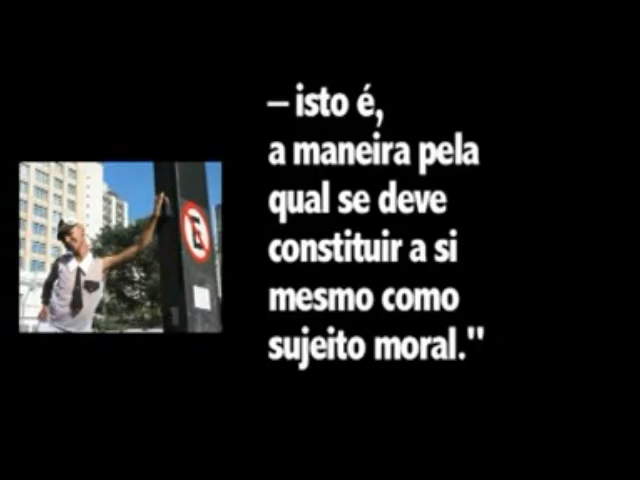 – isto é,
a maneira pela
qual se deve
constituir a si
mesmo como
sujeito moral."